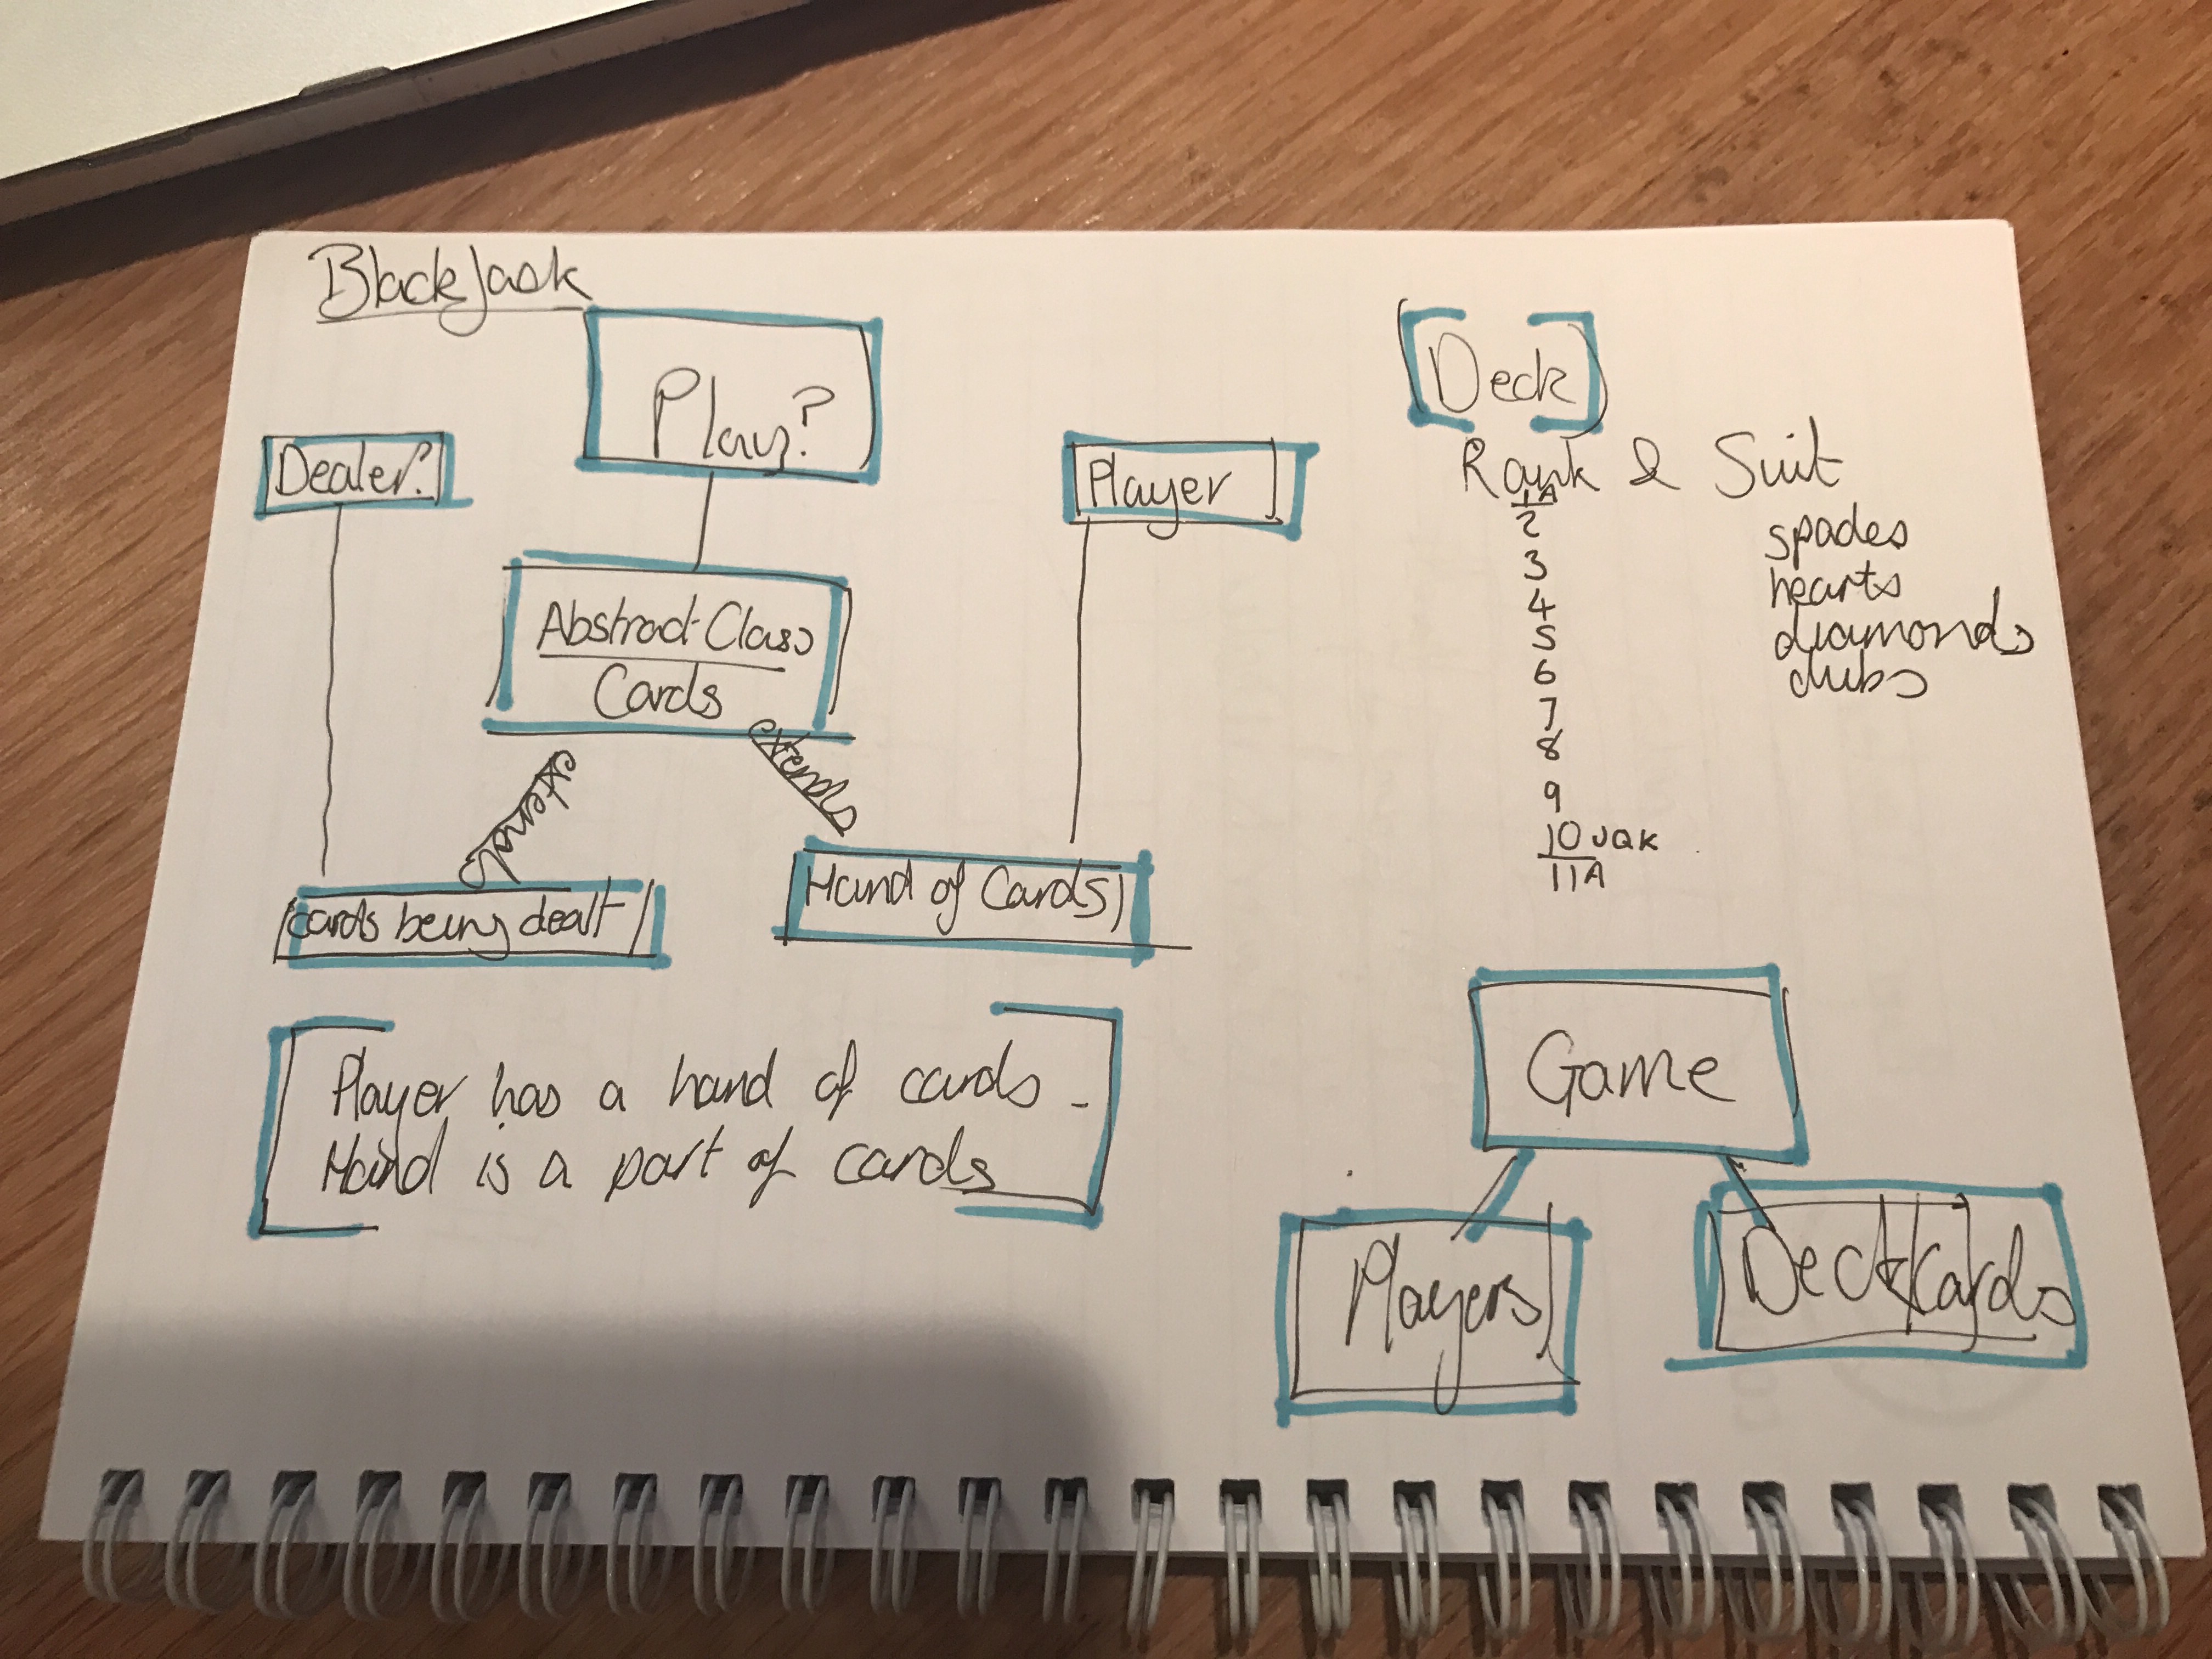 BlackJack
Play?
Dealer?
Player
Abstract Class
Cards
extends
extends
cards being dealt
Hand of Cards
Player has a hand of cards -
Hand is a part of cards
Deck
Rank & Suit
1A
2
3
4
5
6
7
8
9
10 JQK
11A
spades
hearts
diamonds
clubs
Game
Players
Deck/Cards